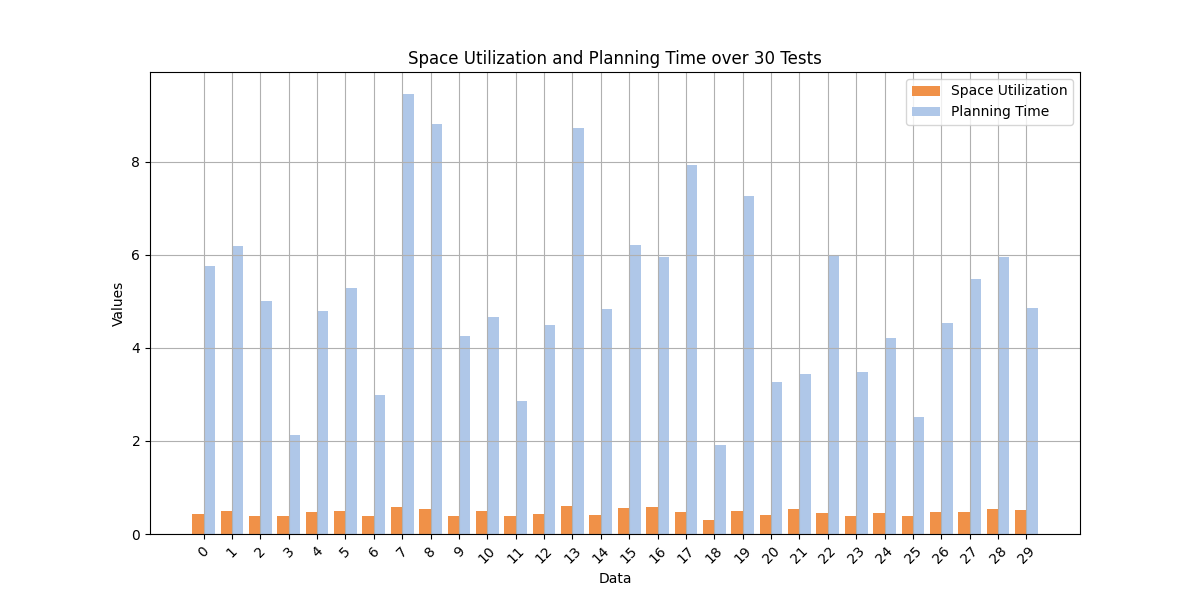 Space Utilization and Planning Time over 30 Tests
Space Utilization
Planning Time
Values
8
6
4
2
0
0 1 2 3 4 5 6 7 8 9 10 11 12 13 14 15 16 17 18 19 20 21 22 23 24 25 26 27 28 29
Data